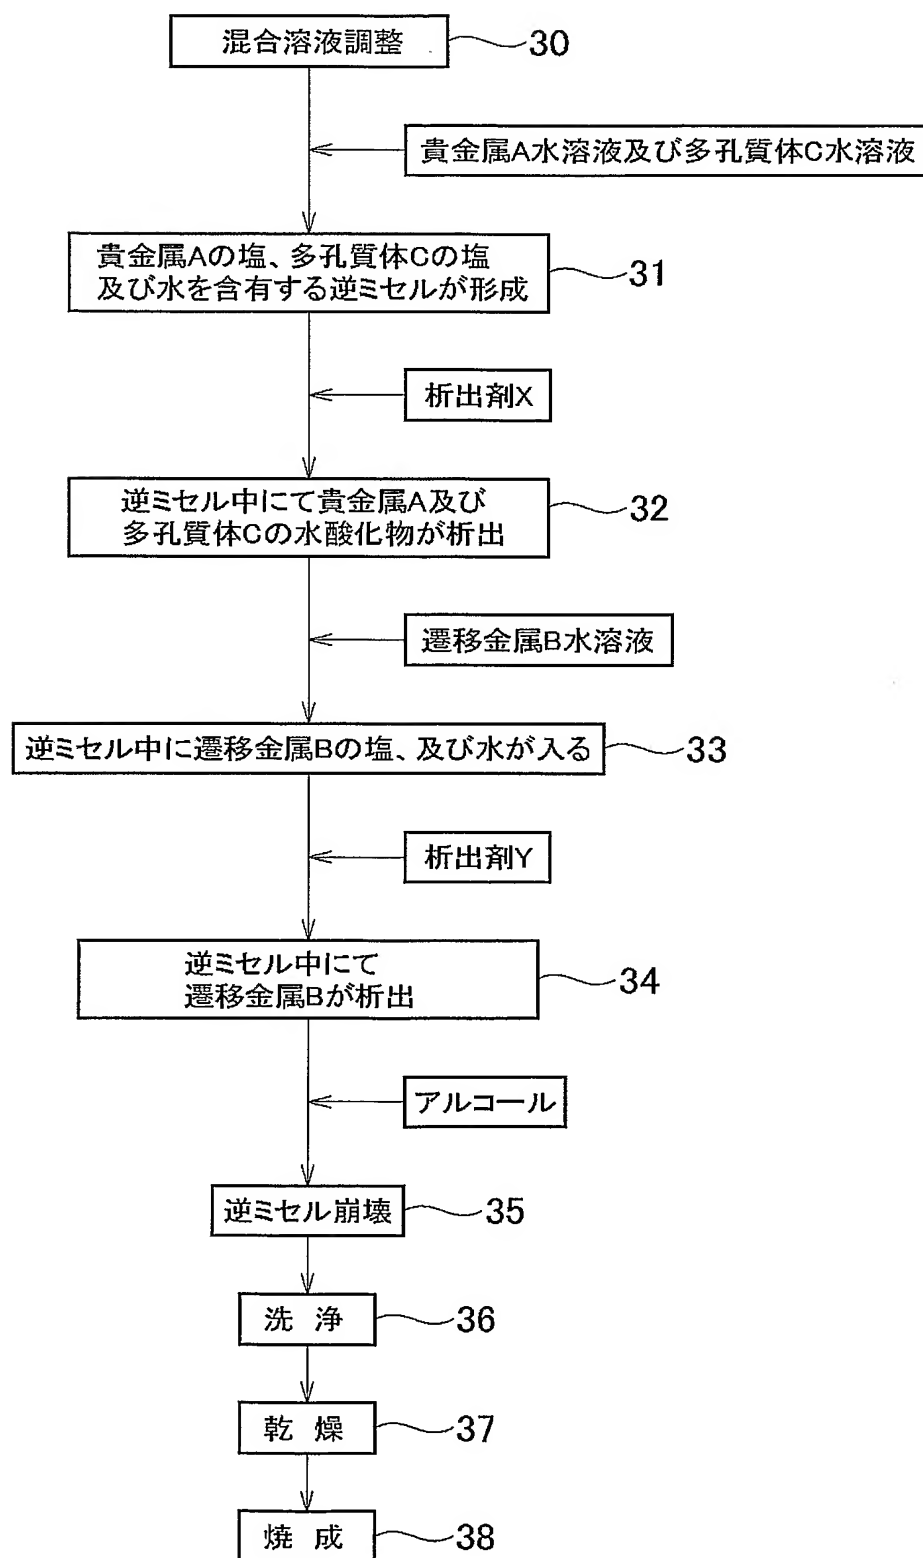 混合溶液調整
30
貴金属A水溶液及び多孔質体C水溶液
貴金属Aの塩、多孔質体Cの塩
及び水を含有する逆ミセルが形成
31
析出剤X
逆ミセル中にて貴金属A及び
多孔質体Cの水酸化物が析出
32
遷移金属B水溶液
逆ミセル中に遷移金属Bの塩、及び水が入る
33
析出剤Y
逆ミセル中にて
遷移金属Bが析出
34
アルコール
逆ミセル崩壊
35
洗 浄
36
乾 燥
37
焼 成
38